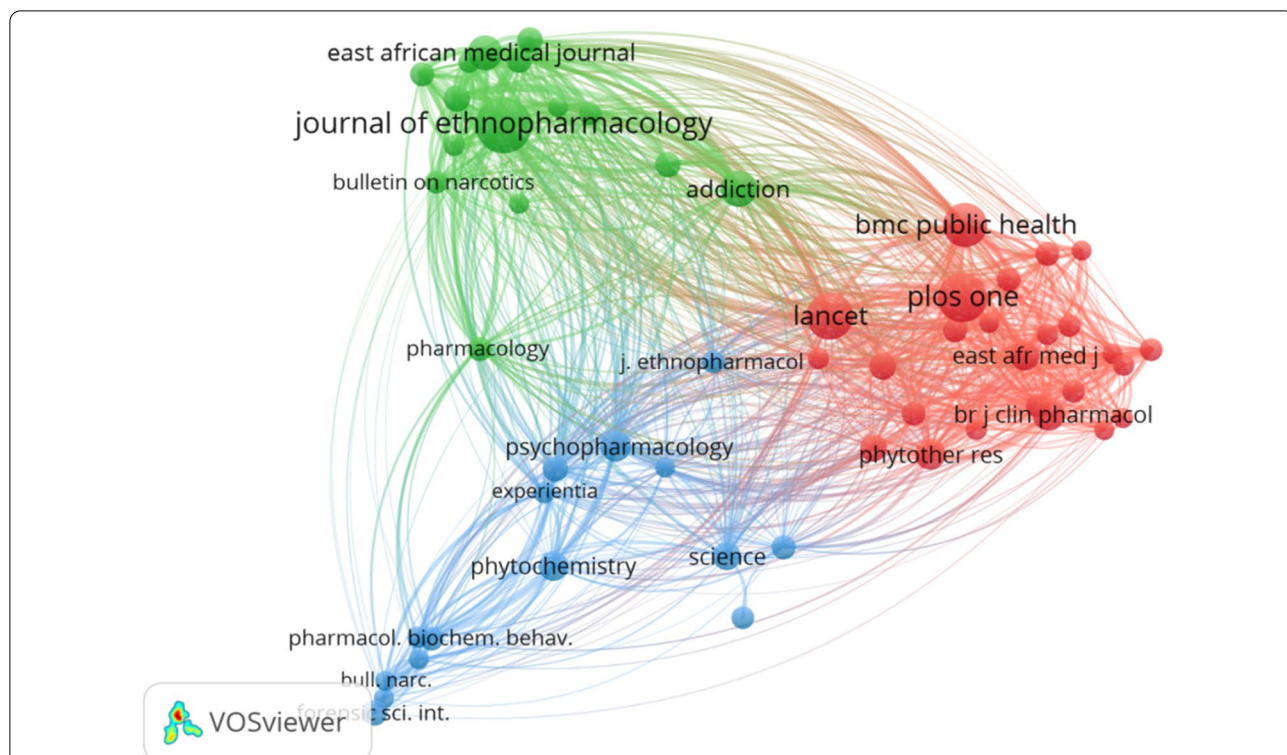 east african medical journal
journal of ethnopharmacology
bulletin on narcotics
addiction
bmc public health
plos one
lancet
pharmacology
j. ethnopharmacol
east afr med j
br j clin pharmacol
psychopharmacology
phytother res
experientia
science
phytochemistry
pharmacol. biochem. behav.
bull. narc.
forensic sci. int.
VOSviewer